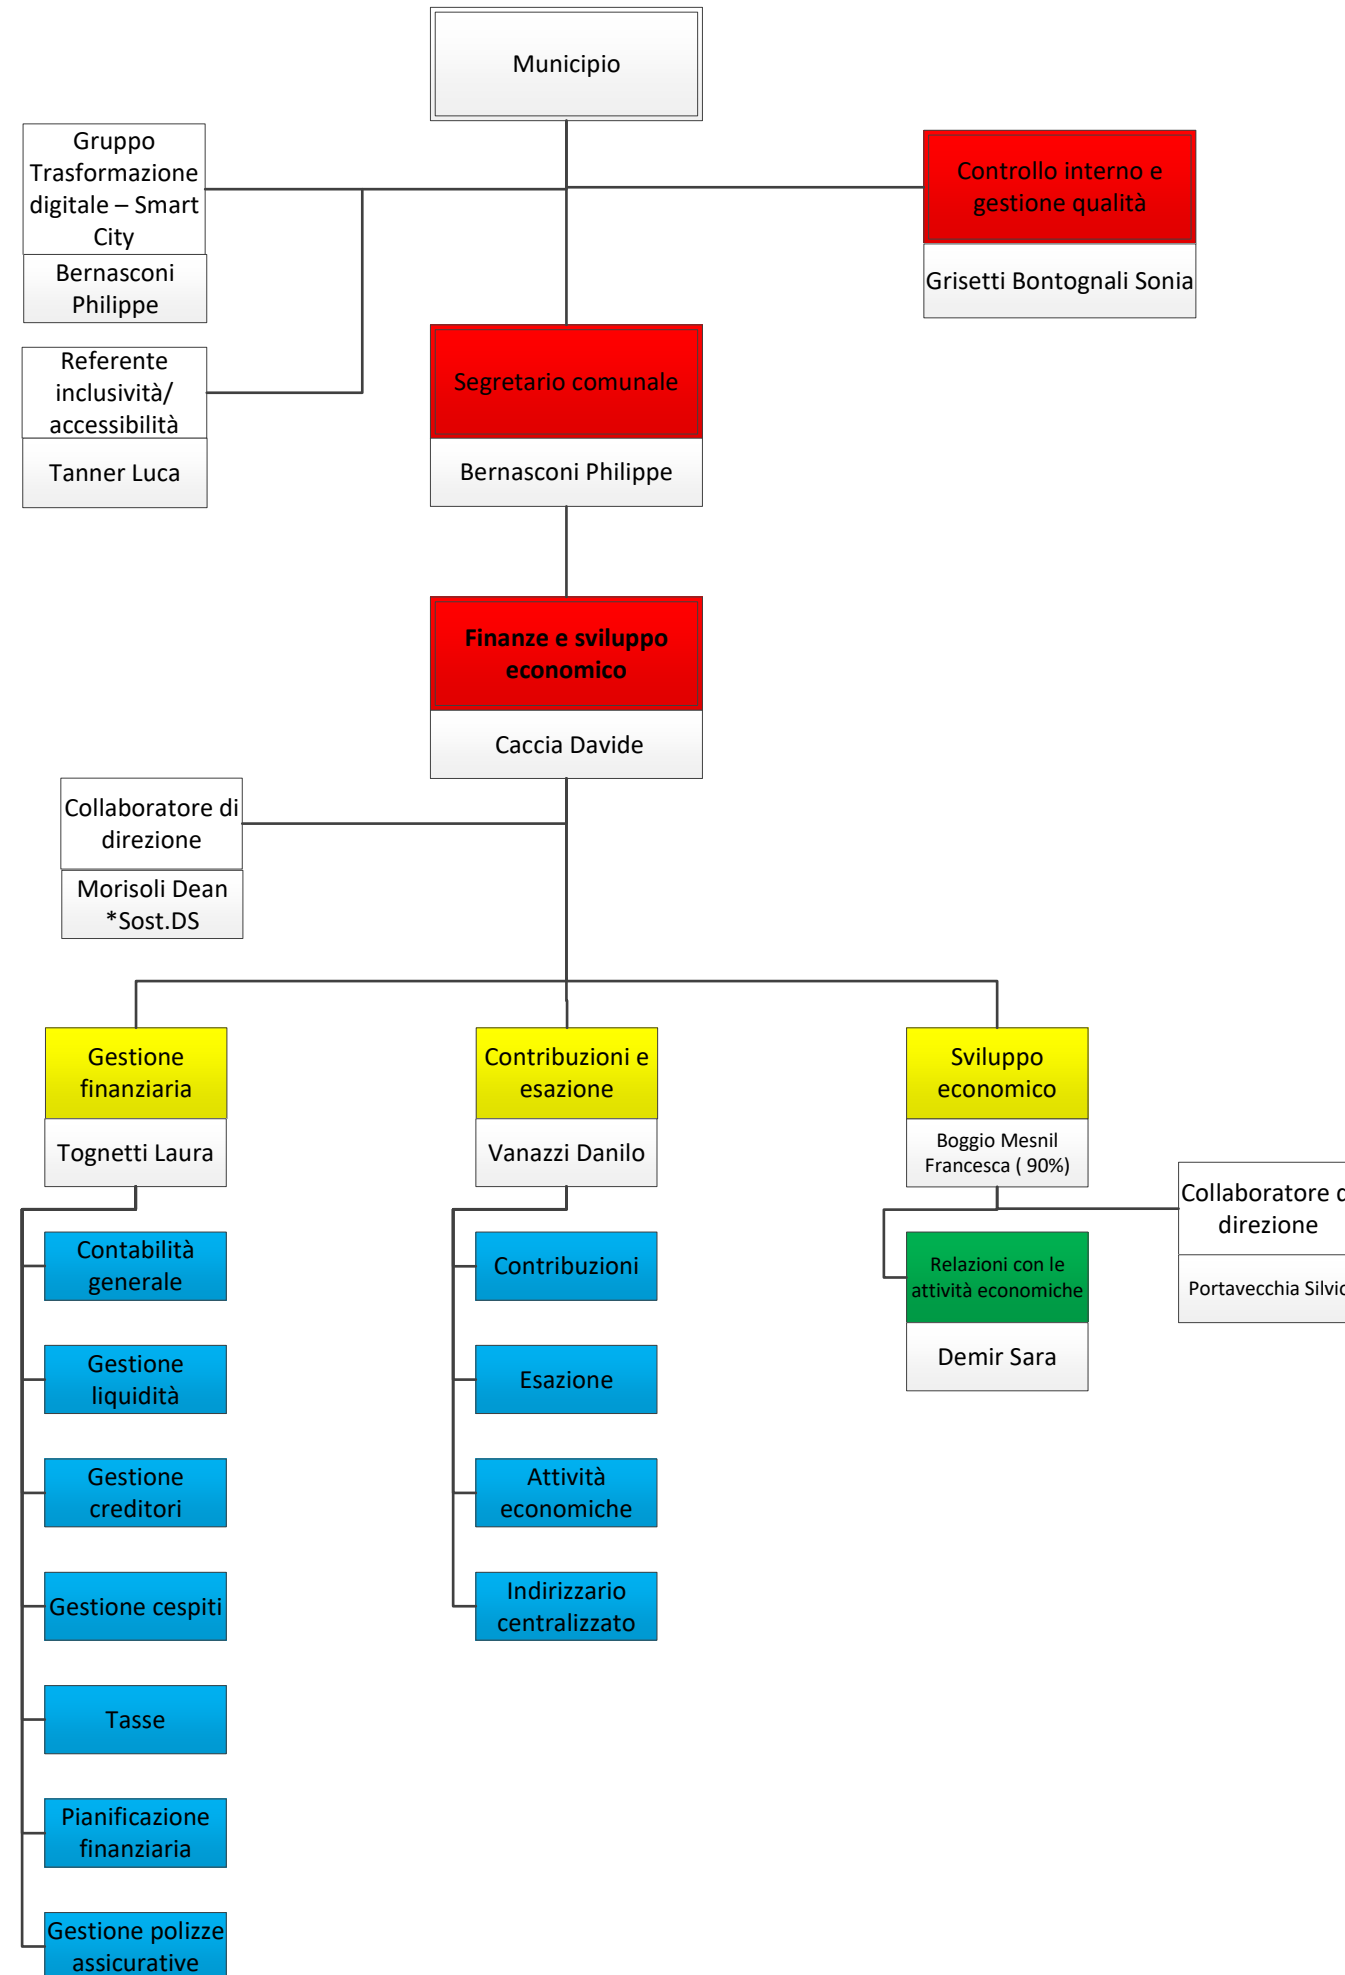 Municipio
Gruppo
Trasformazione
digitale – Smart
City
Bernasconi
Philippe
Controllo interno e
gestione qualità
Grisetti Bontognali Sonia
Referente
inclusività/
accessibilità
Tanner Luca
Segretario comunale
Bernasconi Philippe
Finanze e sviluppo
economico
Caccia Davide
Collaboratore di
direzione
Morisoli Dean
*Sost.DS
Gestione
finanziaria
Tognetti Laura
Contabilità
generale
Gestione
liquidità
Gestione
creditori
Gestione cespiti
Tasse
Pianificazione
finanziaria
Gestione polizze
assicurative
Contribuzioni e
esazione
Vanazzi Danilo
Contribuzioni
Esazione
Attività
economiche
Indirizzario
centralizzato
Sviluppo
economico
Boggio Mesnil
Francesca ( 90%)
Relazioni con le
attività economiche
Demir Sara
Collaboratore
direzione
Portavecchia